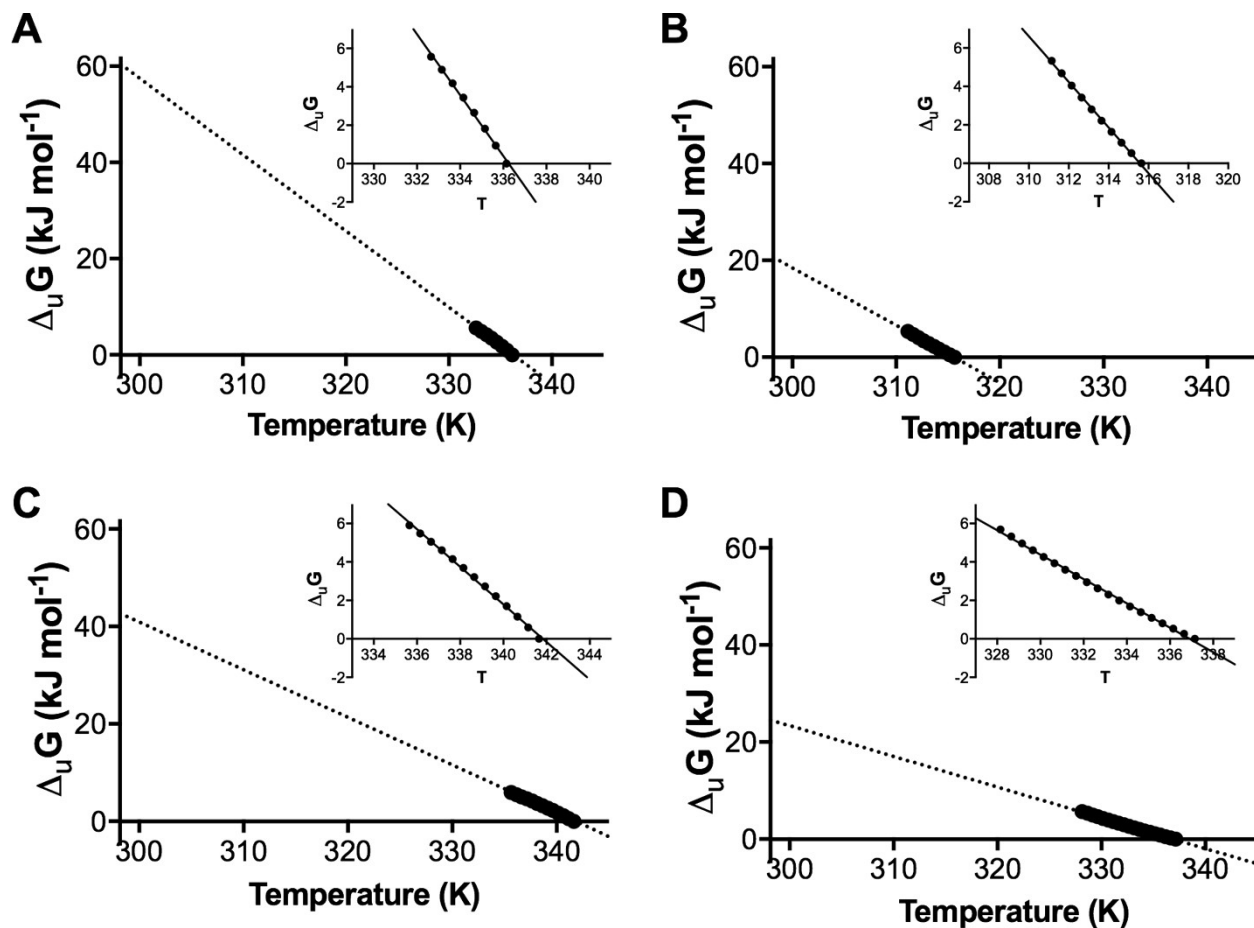 A
60
40
20
0
ΔuG (kJ mol-1)
300 310 320 330 340
Temperature (K)
6
4
2
0
-2
ΔuG
330 332 334 336 338 340
T
B
60
40
20
0
ΔuG (kJ mol-1)
300 310 320 330 340
Temperature (K)
6
4
2
0
-2
ΔuG
308 310 312 314 316 318 320
T
C
60
40
20
0
ΔuG (kJ mol-1)
300 310 320 330 340
Temperature (K)
6
4
2
0
-2
ΔuG
334 336 338 340 342 344
T
D
60
40
20
0
ΔuG (kJ mol-1)
300 310 320 330 340
Temperature (K)
6
4
2
0
-2
ΔuG
328 330 332 334 336 338
T